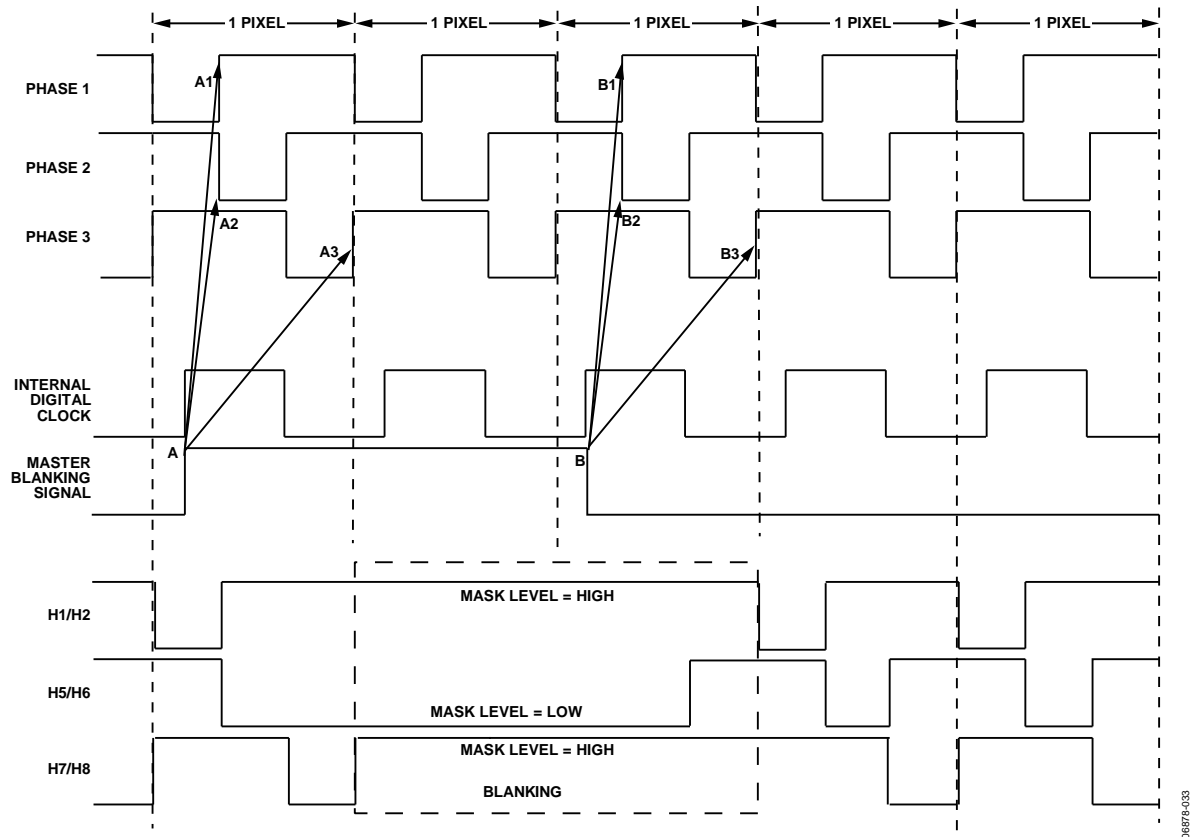 1 PIXEL 1 PIXEL 1 PIXEL 1 PIXEL 1 PIXEL
PHASE 1
A1
B1
PHASE 2
A2
B2
PHASE 3
A3
B3
INTERNAL
DIGITAL
CLOCK
A
B
MASTER
BLANKING
SIGNAL
H1/H2
MASK LEVEL = HIGH
H5/H6
MASK LEVEL = LOW
H7/H8
MASK LEVEL = HIGH
BLANKING
06878-033